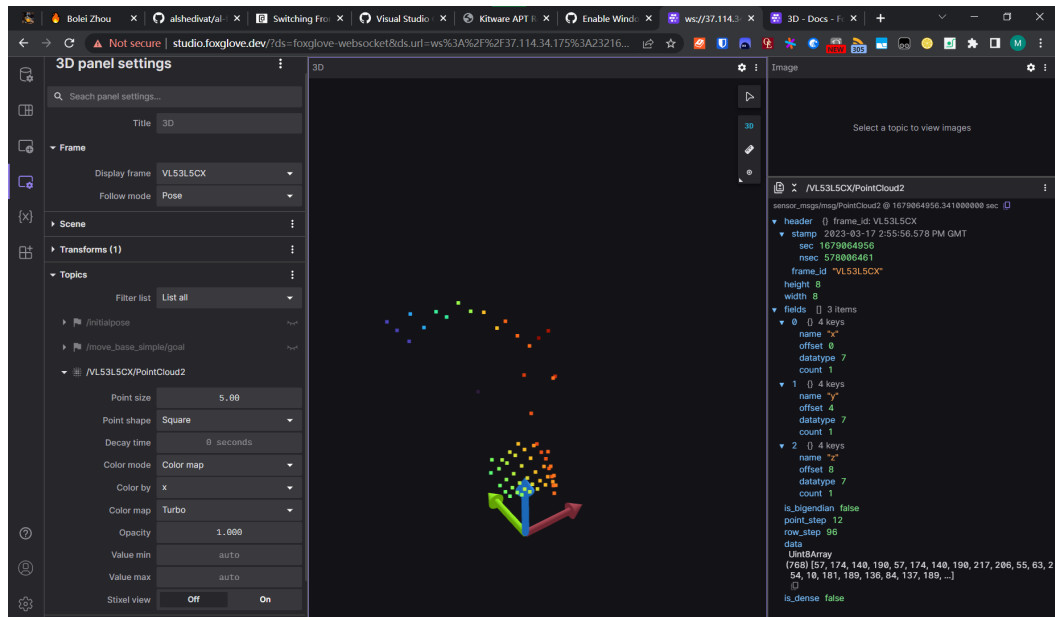 Bolei Zhou
alshedivat/al-
Switching Fro
Visual Studio
Kitware APT R
Enable Windo
ws://37.114.3
3D - Docs - F
Not secure | studio.foxglove.dev/?ds=foxglove-websocket&ds.url=ws%3A%2F%2F37.114.34.175%3A23216...
NEW
305
M
3D panel settings
Seach panel settings...
Title 3D
Frame
Display frame VL53L5CX
Follow mode Pose
Scene
Transforms (1)
Topics
Filter list List all
/initialpose
/move_base_simple/goal
/VL53L5CX/PointCloud2
Point size 5.00
Point shape Square
Decay time 0 seconds
Color mode Color map
Color by x
Color map Turbo
Opacity 1.000
Value min auto
Value max auto
Stixel view Off On
3D
3D
Image
Select a topic to view images
/VL53L5CX/PointCloud2
sensor_msgs/msg/PointCloud2 @ 1679064956.341000000 sec
header {} frame_id: VL53L5CX
stamp 2023-03-17 2:55:56.578 PM GMT
sec 1679064956
nsec 578006461
frame_id "VL53L5CX"
height 8
width 8
fields [] 3 items
0 {} 4 keys
name "x"
offset 0
datatype 7
count 1
1 {} 4 keys
name "y"
offset 4
datatype 7
count 1
2 {} 4 keys
name "z"
offset 8
datatype 7
count 1
is_bigendian false
point_step 12
row_step 96
data
Uint8Array
(768) [57, 174, 140, 190, 57, 174, 140, 190, 217, 206, 55, 63, 2
54, 10, 181, 189, 136, 84, 137, 189, ...]
is_dense false